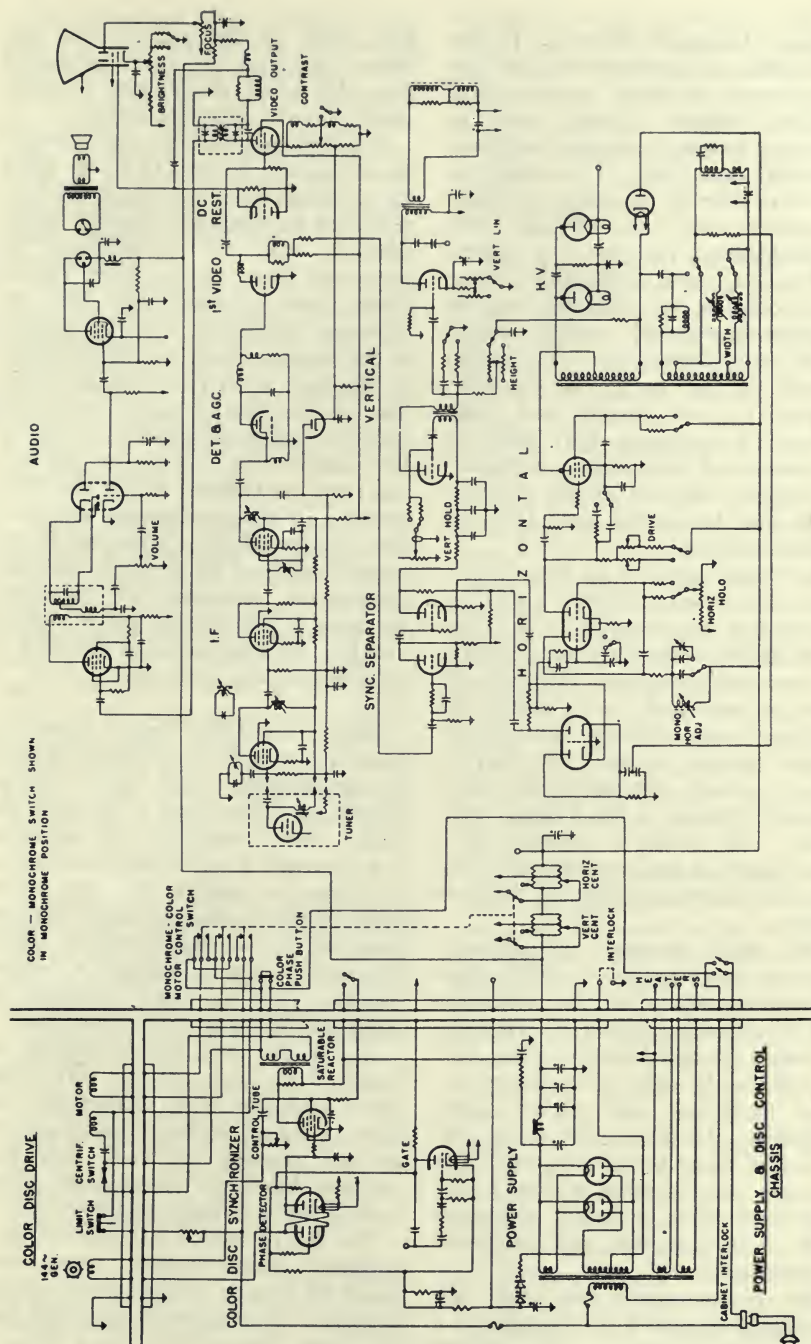 COLOR — MONOCHROME SWITCH SHOWN
IN MONOCHROME POSITION
AUDIO
VOLUME
BRIGHTNESS
FOCUS
I.F
DET. & AGC.
1st VIDEO
DC
REST.
VIDEO OUTPUT
CONTRAST
TUNER
SYNC. SEPARATOR
VERTICAL
VERT HOLD
HEIGHT
VERT LIN
HORIZONTAL
MONO
HOR
ADJ
HORIZ
HOLD
DRIVE
H.V
WIDTH
MONOCHROME-COLOR
MOTOR CONTROL
SWITCH
COLOR
PHASE
PUSH BUTTON
VERT
CENT
HORIZ
CENT
INTERLOCK
HEATERS
COLOR DISC DRIVE
144~
GEN.
LIMIT
SWITCH
CENTRIF.
SWITCH
MOTOR
COLOR DISC SYNCHRONIZER
PHASE DETECTOR
CONTROL TUBE
SATURABLE
REACTOR
GATE
POWER SUPPLY
CABINET INTERLOCK
POWER SUPPLY & DISC CONTROL
CHASSIS